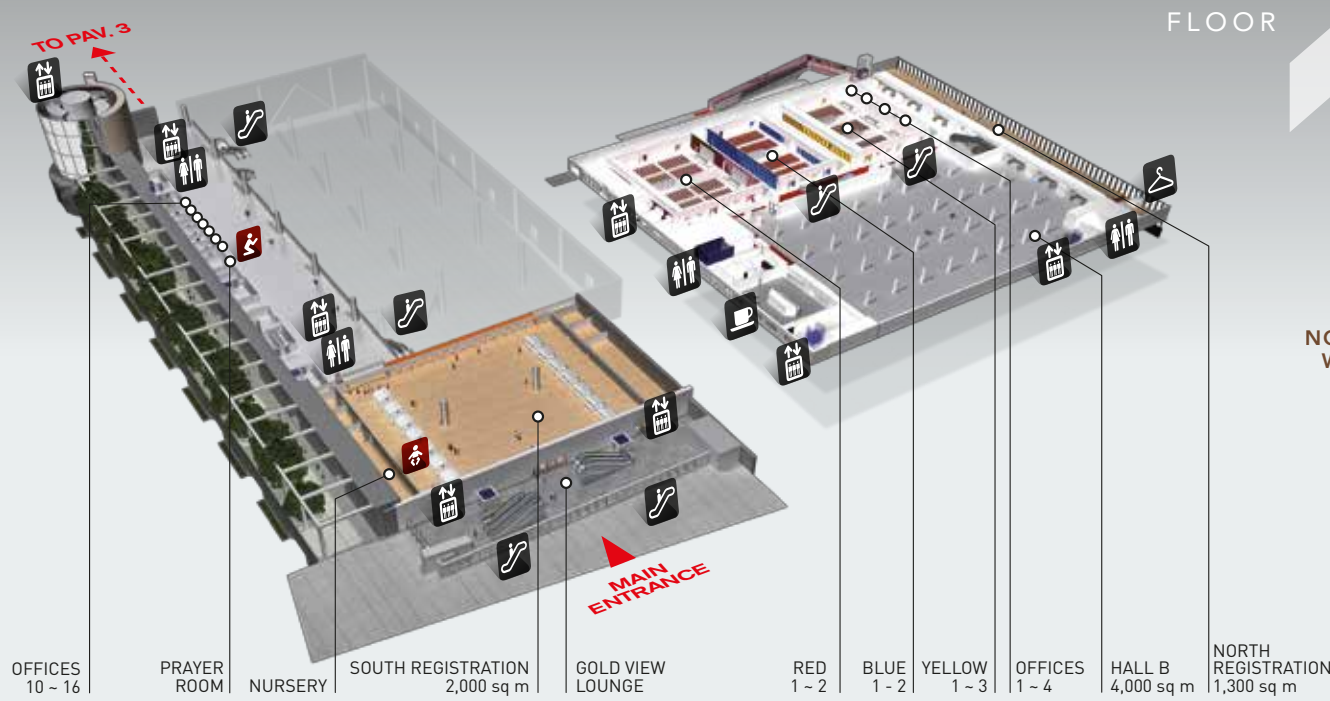 FLOOR
TO PAV. 3
MAIN
ENTRANCE
OFFICES
10 ~ 16
PRAYER
ROOM
NURSERY
SOUTH REGISTRATION
2,000 sq m
GOLD VIEW
LOUNGE
RED
1 ~ 2
BLUE
1 - 2
YELLOW
1 ~ 3
OFFICES
1 ~ 4
HALL B
4,000 sq m
NORTH
REGISTRATION
1,300 sq m